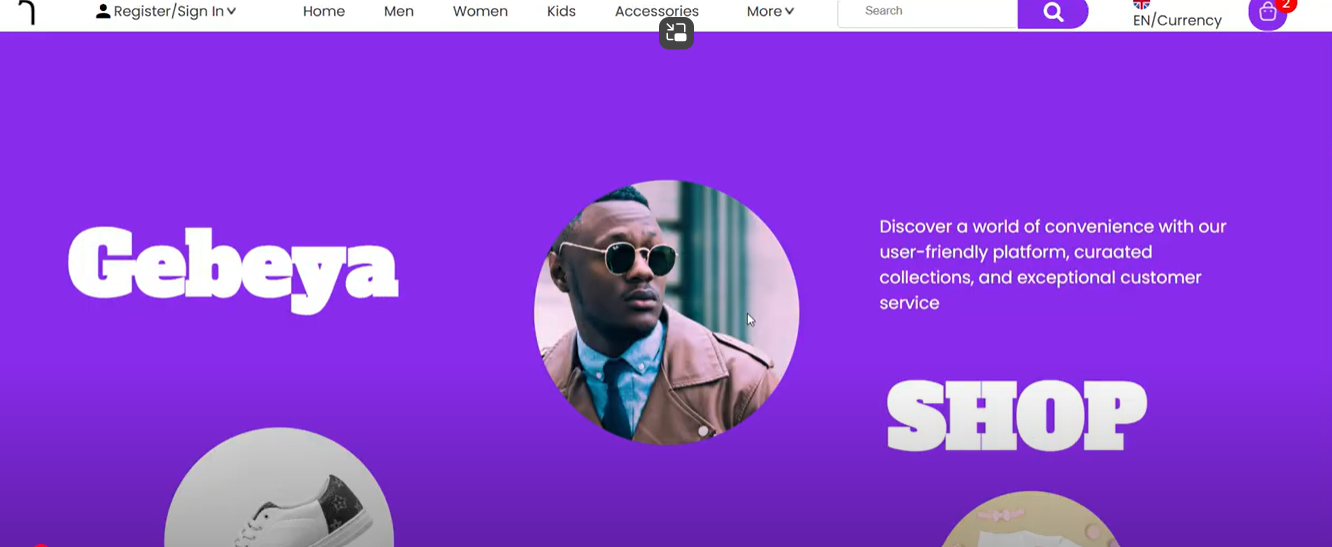 Register/Sign In
Home
Men
Women
Kids
Accessories
More
Search
EN/Currency
2
Gebeya
Discover a world of convenience with our
user-friendly platform, curaated
collections, and exceptional customer
service
SHOP